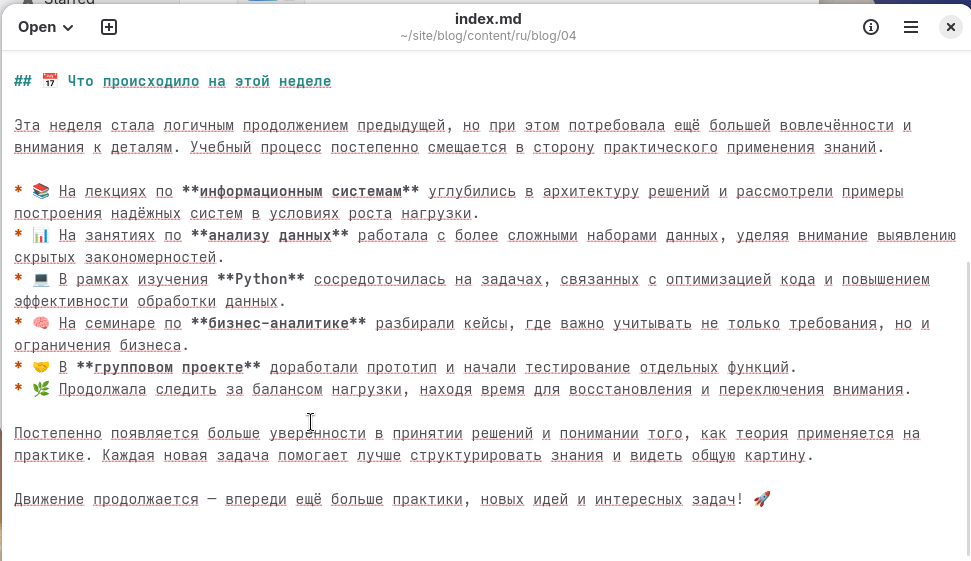 Starred
Open
index.md
~/site/blog/content/ru/blog/04
## 📅 Что происходило на этой неделе
Эта неделя стала логичным продолжением предыдущей, но при этом потребовала ещё большей вовлечённости и
внимания к деталям. Учебный процесс постепенно смещается в сторону практического применения знаний.
* 📚 На лекциях по **информационным системам** углубились в архитектуру решений и рассмотрели примеры
построения надёжных систем в условиях роста нагрузки.
* 📊 На занятиях по **анализу данных** работала с более сложными наборами данных, уделяя внимание выявлению
скрытых закономерностей.
* 💻 В рамках изучения **Python** сосредоточилась на задачах, связанных с оптимизацией кода и повышением
эффективности обработки данных.
* 🧠 На семинаре по **бизнес-аналитике** разбирали кейсы, где важно учитывать не только требования, но и
ограничения бизнеса.
* 🤝 В **групповом проекте** доработали прототип и начали тестирование отдельных функций.
* 🌿 Продолжала следить за балансом нагрузки, находя время для восстановления и переключения внимания.
Постепенно появляется больше уверенности в принятии решений и понимании того, как теория применяется на
практике. Каждая новая задача помогает лучше структурировать знания и видеть общую картину.
Движение продолжается — впереди ещё больше практики, новых идей и интересных задач! 🚀